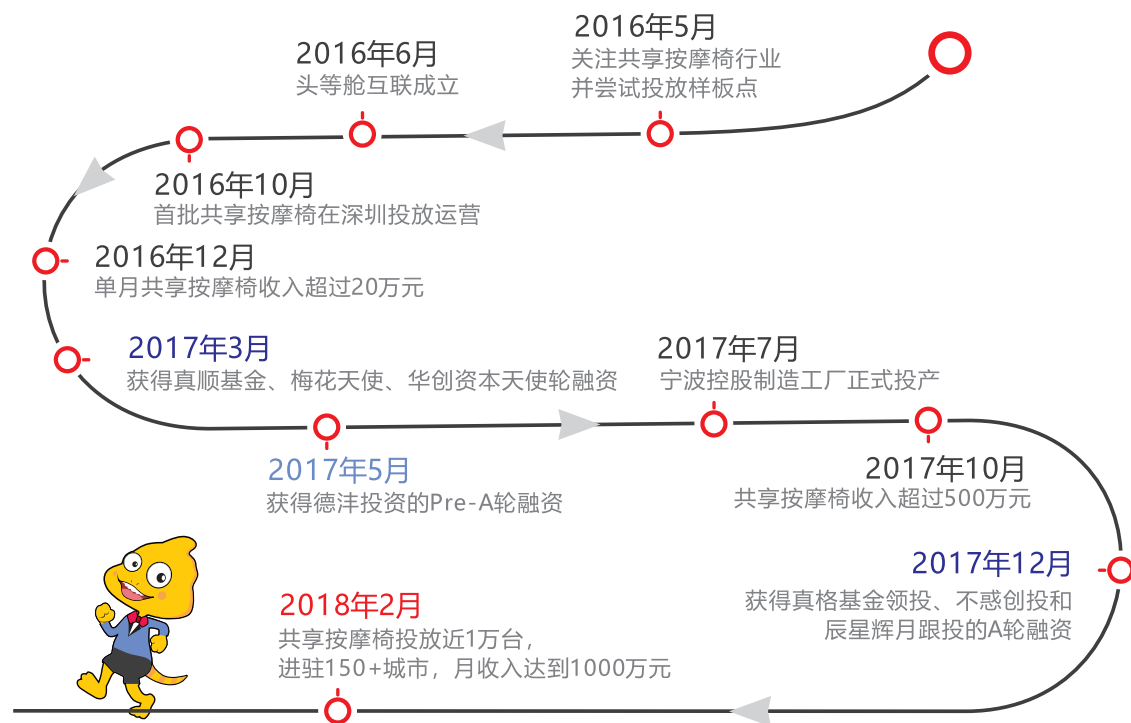 2016年5月
关注共享按摩椅行业
并尝试投放样板点
2016年6月
头等舱互联成立
2016年10月
首批共享按摩椅在深圳投放运营
2016年12月
单月共享按摩椅收入超过20万元
2017年3月
获得真顺基金、梅花天使、华创资本天使轮融资
2017年5月
获得德沣投资的Pre-A轮融资
2017年7月
宁波控股制造工厂正式投产
2017年10月
共享按摩椅收入超过500万元
2017年12月
获得真格基金领投、不惑创投和
辰星辉月跟投的A轮融资
2018年2月
共享按摩椅投放近1万台，
进驻150+城市，月收入达到1000万元